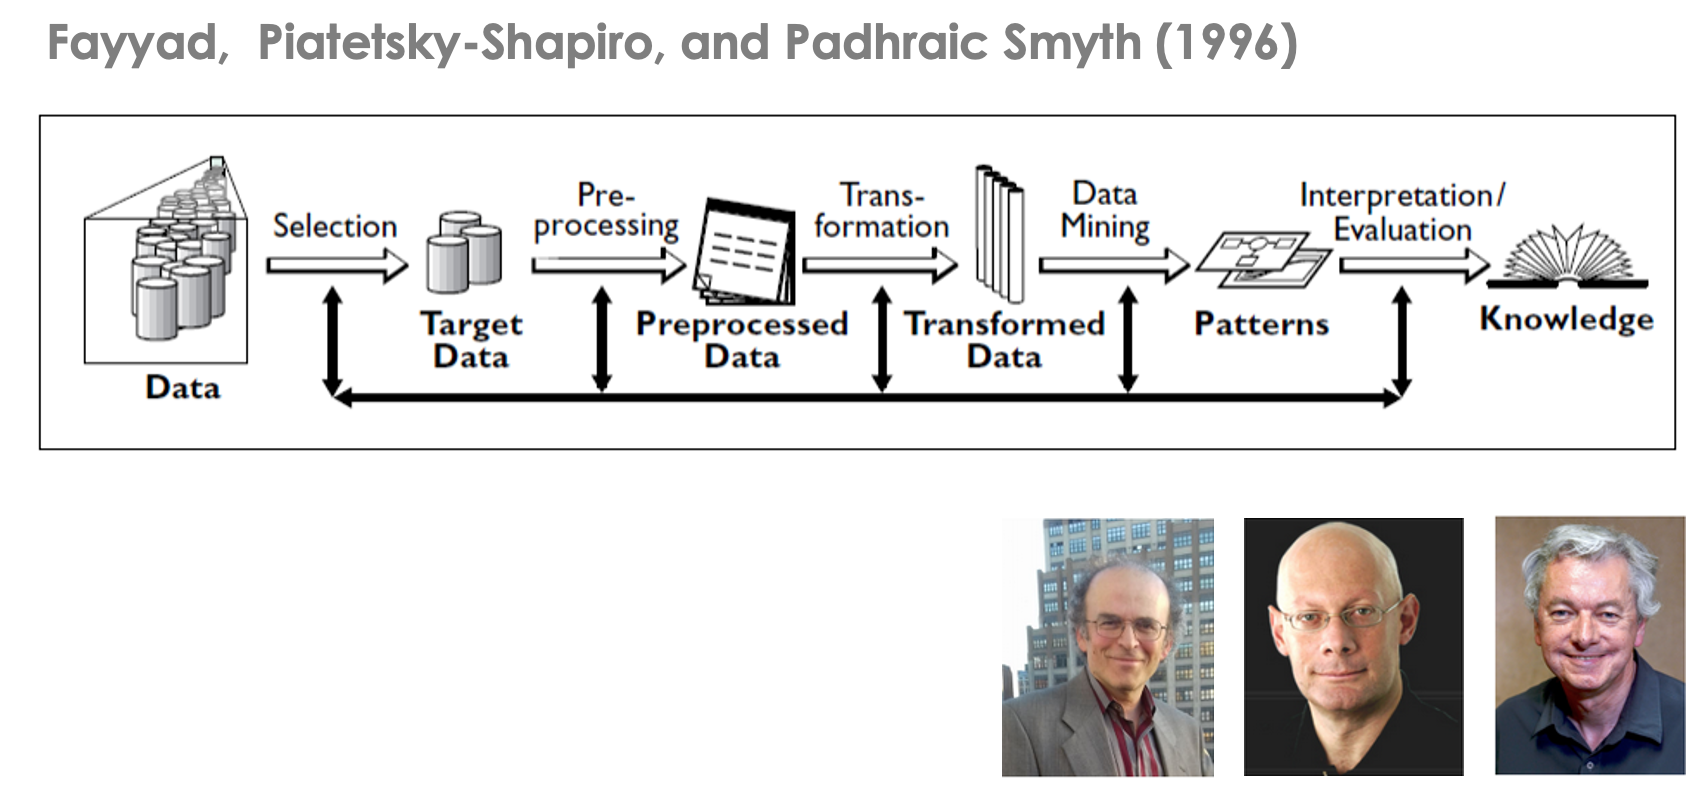 Fayyad, Piatetsky-Shapiro, and Padhraic Smyth (1996)
Selection
Pre-
processing
Trans-
formation
Data
Mining
Interpretation/
Evaluation
Data
Target
Data
Preprocessed
Data
Transformed
Data
Patterns
Knowledge